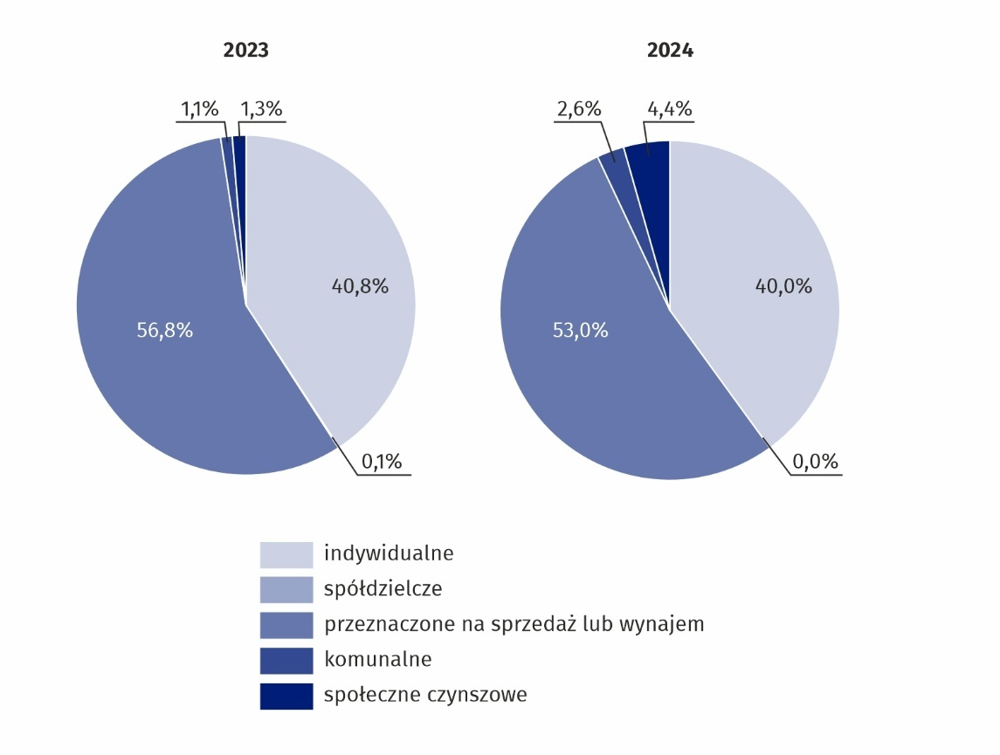 2023
1,1%
1,3%
40,8%
56,8%
0,1%
2024
2,6%
4,4%
40,0%
53,0%
0,0%
indywidualne
spółdzielcze
przeznaczone na sprzedaż lub wynajem
komunalne
społeczne czynszowe